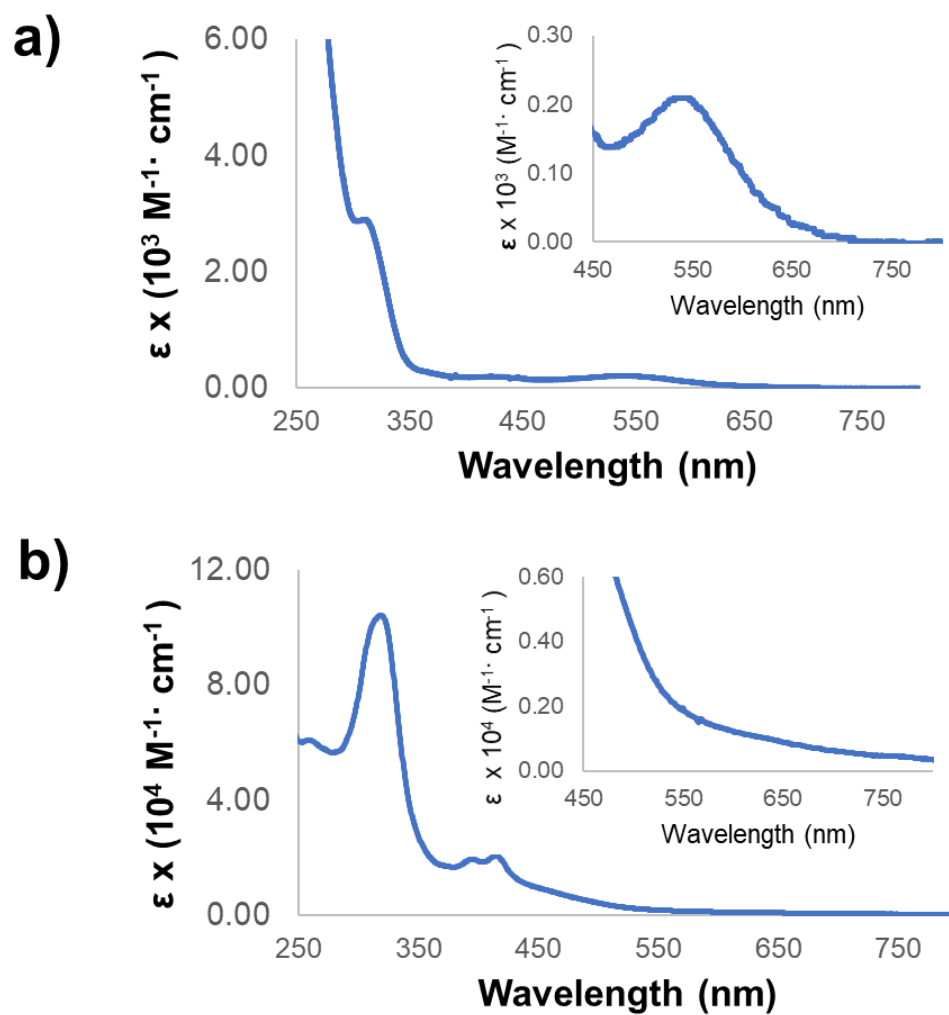 a)
ε x (10³ M⁻¹· cm⁻¹ )
6.00
4.00
2.00
0.00
250 350 450 550 650 750
Wavelength (nm)
ε x 10³ (M⁻¹· cm⁻¹ )
0.30
0.20
0.10
0.00
450 550 650 750
Wavelength (nm)
b)
ε x (10⁴ M⁻¹· cm⁻¹ )
12.00
8.00
4.00
0.00
250 350 450 550 650 750
Wavelength (nm)
ε x 10⁴ (M⁻¹· cm⁻¹ )
0.60
0.40
0.20
0.00
450 550 650 750
Wavelength (nm)